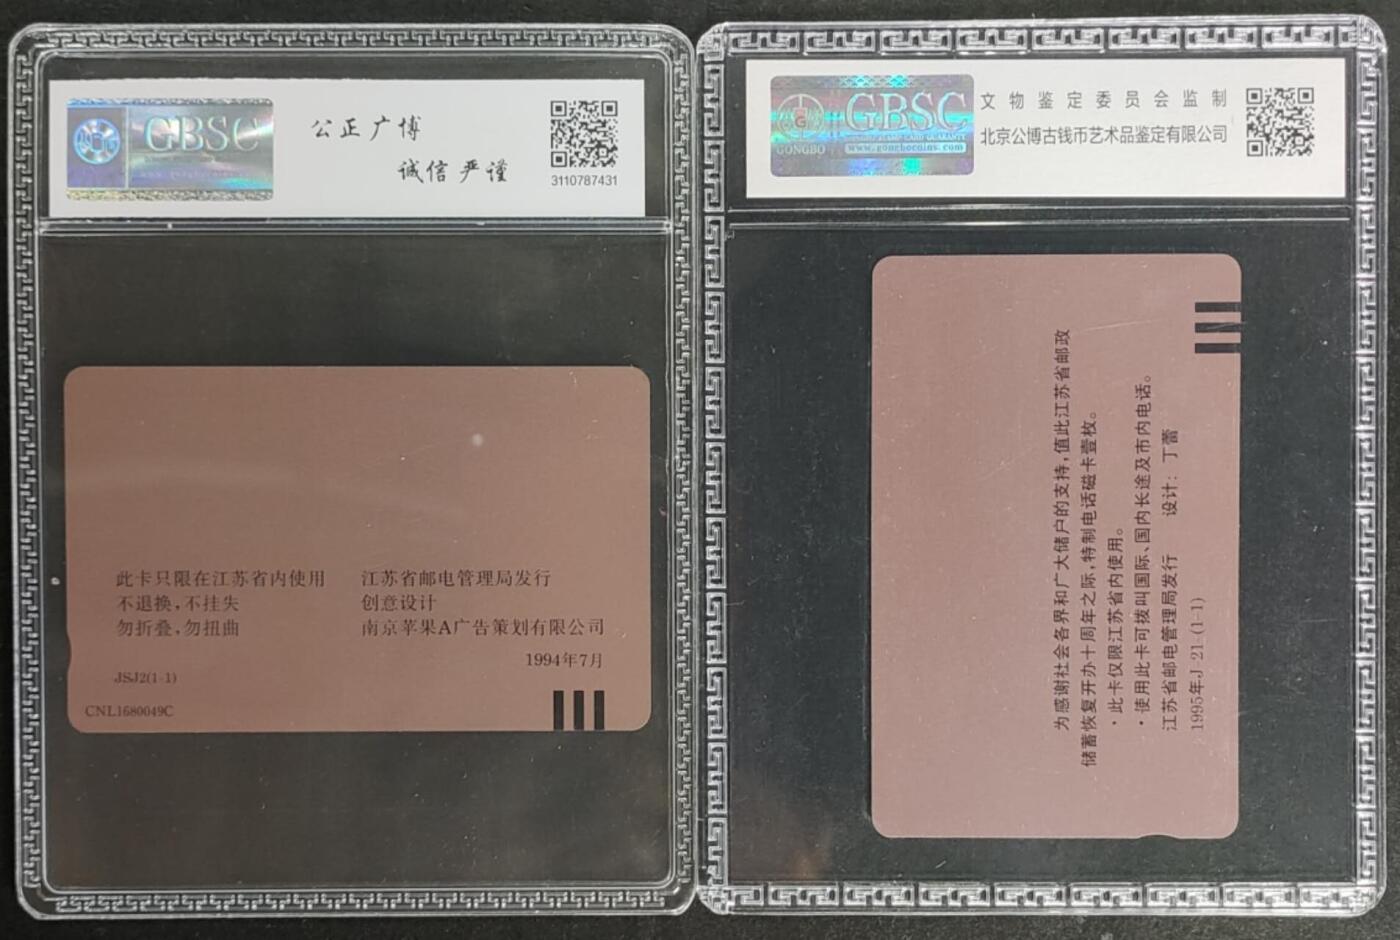 GBSC
公正广博
诚信严谨
3110787431
此卡只限在江苏省内使用
不退换，不挂失
勿折叠，勿扭曲
JSJ2(1-1)
CNL1680049C
江苏省邮电管理局发行
创意设计
南京苹果A广告策划有限公司
1994年7月
GONGBO
GBSC
www.gongbocoins.com
文物鉴定委员会监制
北京公博古钱币艺术品鉴定有限公司
为感谢社会各界和广大储户的支持，值此江苏省邮政
储蓄恢复开办十周年之际，特制电话磁卡壹枚。
·此卡仅限江苏省内使用。
·使用此卡可拨叫国际、国内长途及市内电话。
江苏省邮电管理局发行 设计：丁蕾
1995年J 21-(1-1)